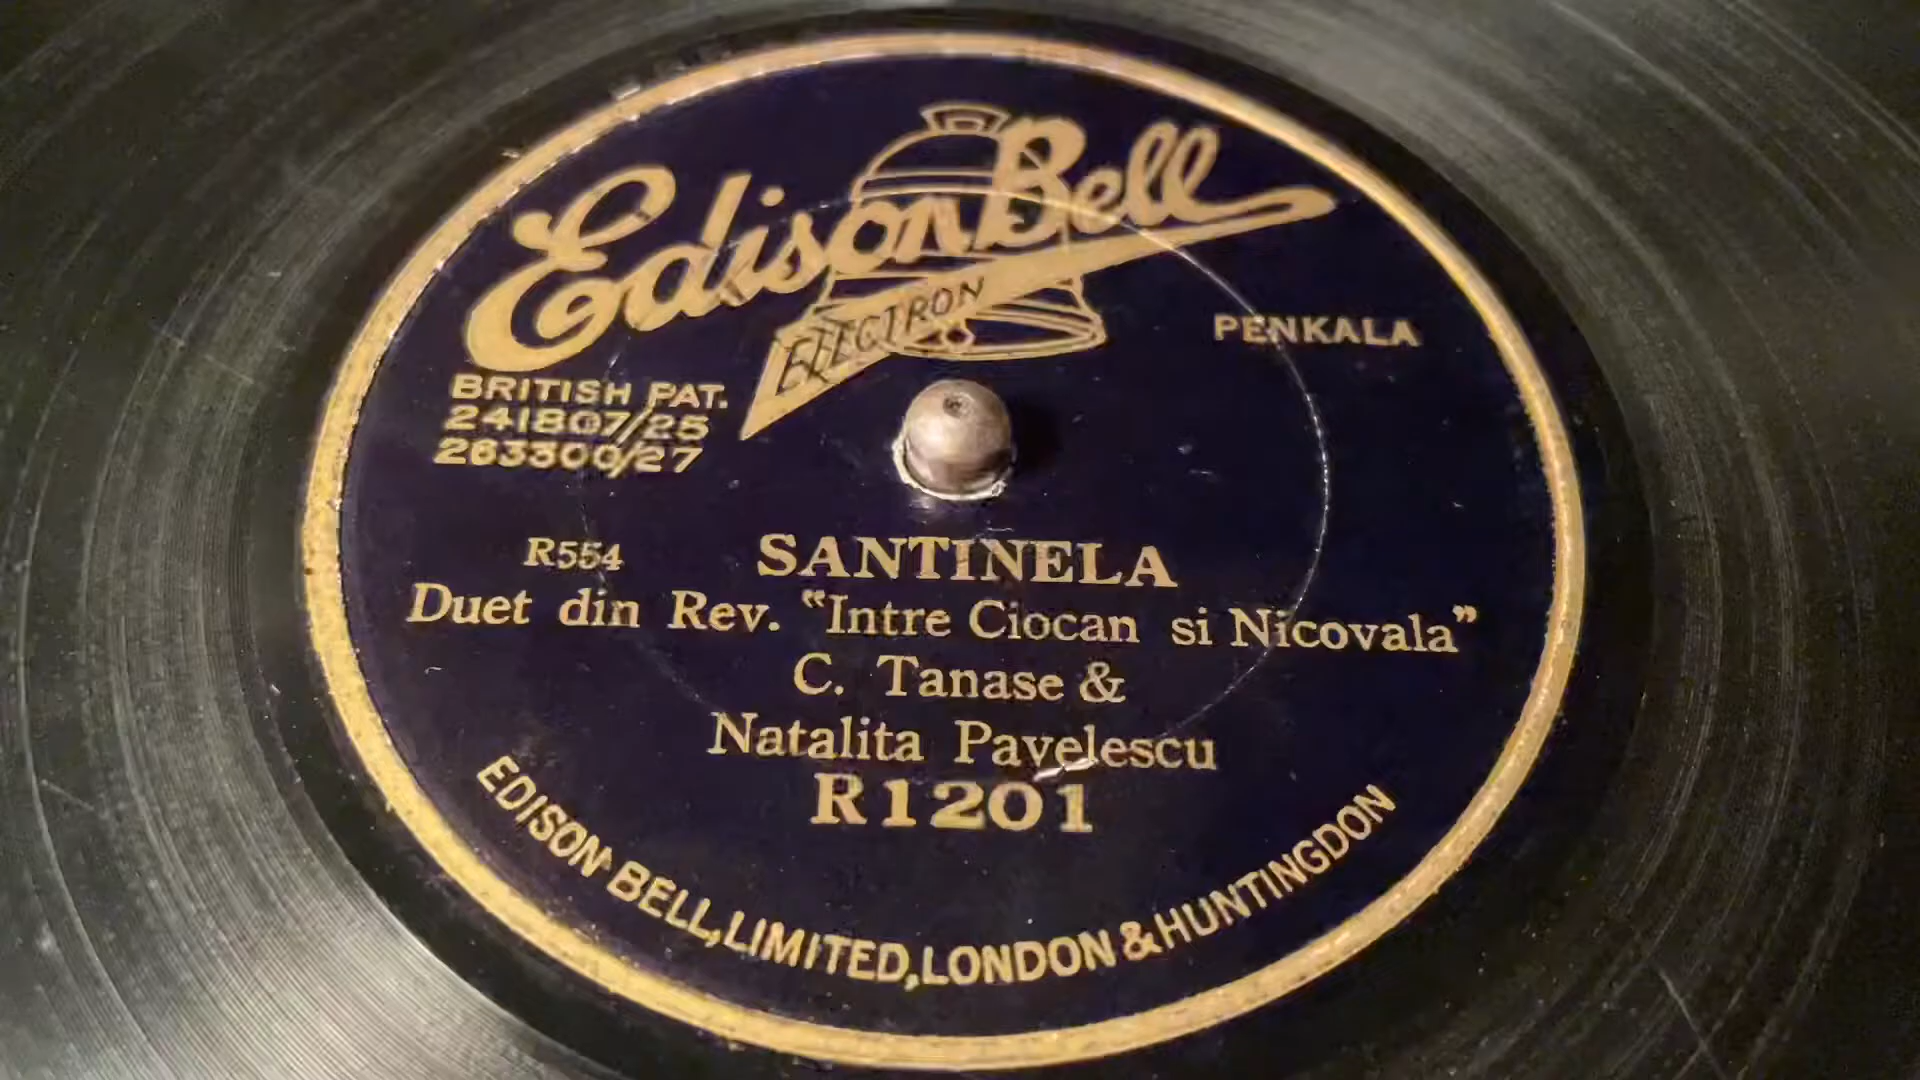 Edison Bell
ELECTRON
PENKALA
BRITISH PAT.
241807/25
263300/27
R554 SANTINELA
Duet din Rev. "Intre Ciocan si Nicovala"
C. Tanase &
Natalita Pavelescu
R1201
EDISON BELL, LIMITED, LONDON & HUNTINGDON